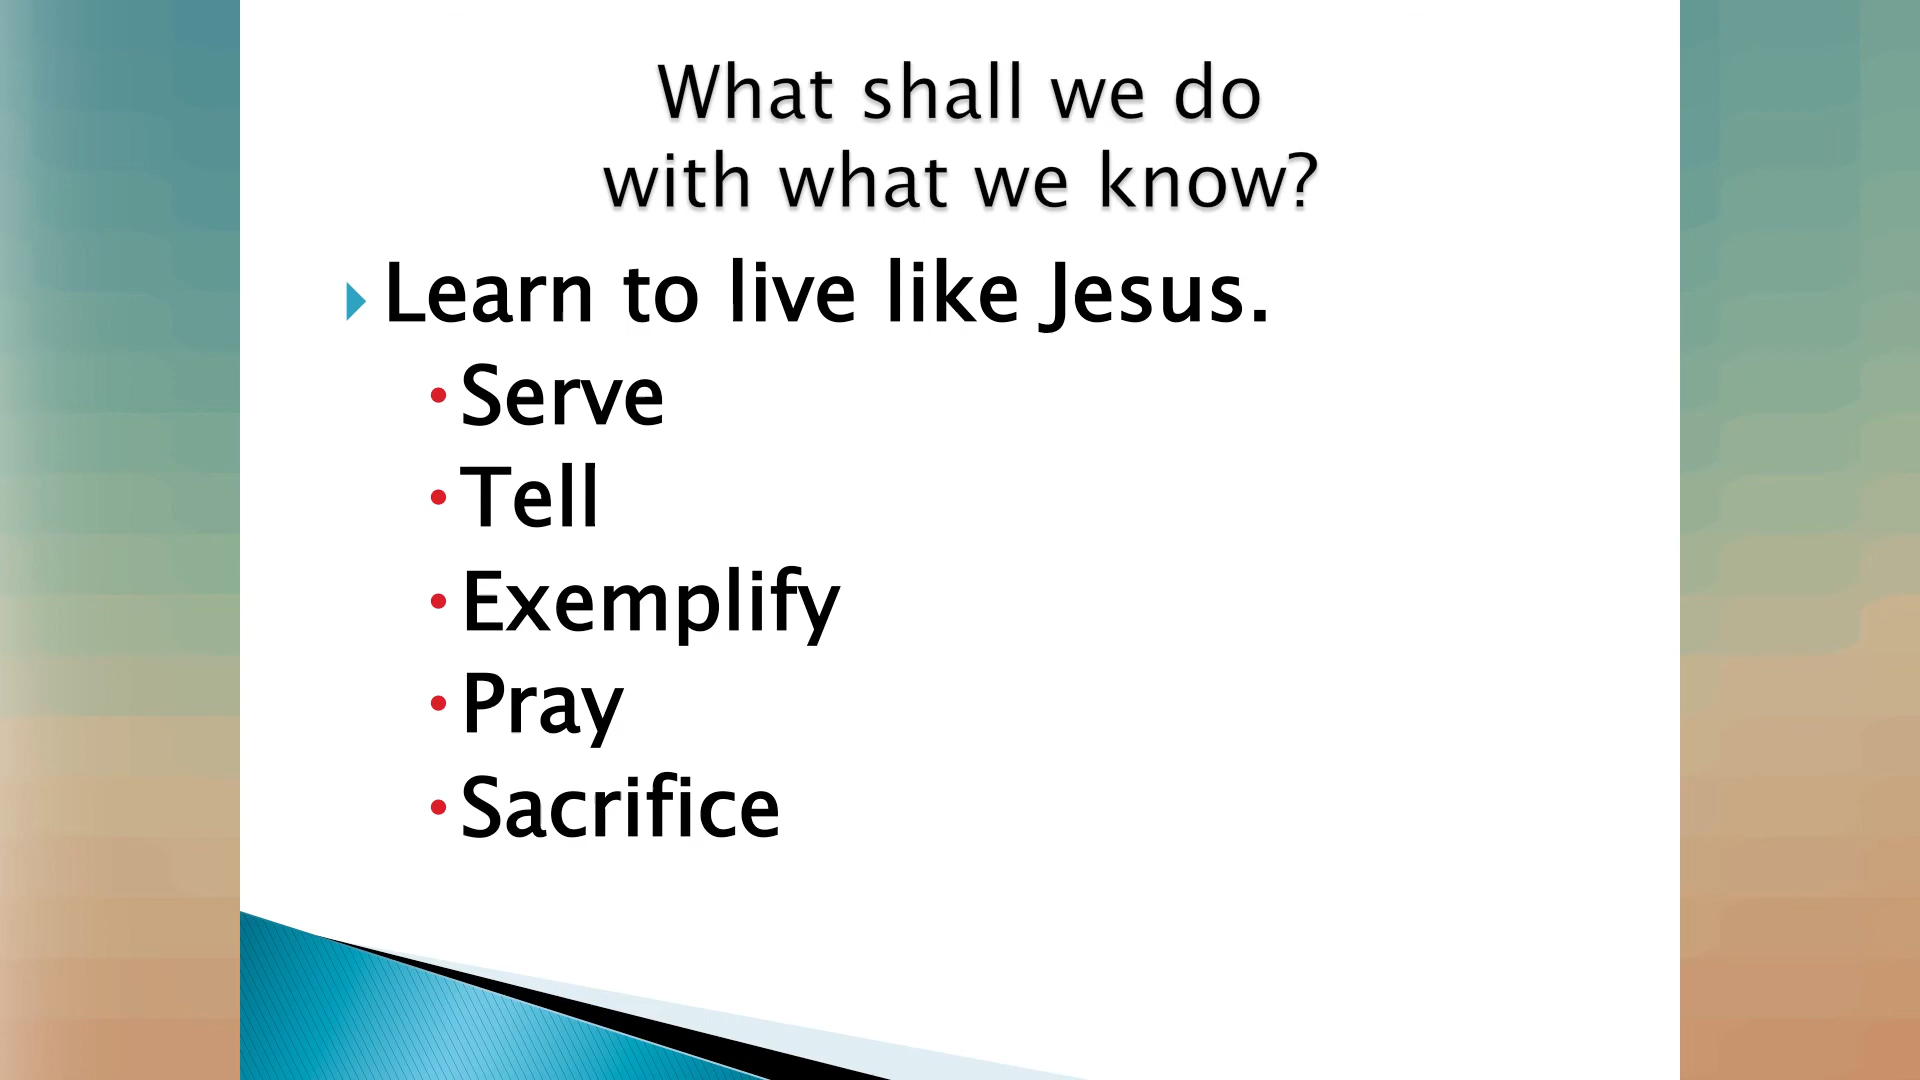 What shall we do
with what we know?
Learn to live like Jesus.
Serve
Tell
Exemplify
Pray
Sacrifice